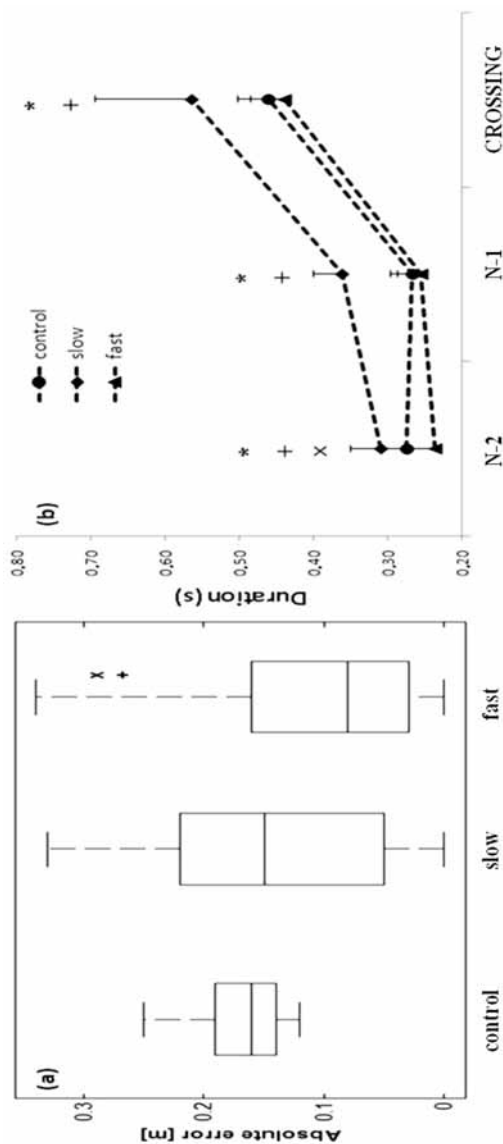 (a)
Absolute error [m]
0.3
0.2
0.1
0
x
+
control
slow
fast
(b)
control
slow
fast
Duration (s)
0,80
0,70
0,60
0,50
0,40
0,30
0,20
*
+
x
*
+
*
+
N-2
N-1
CROSSING